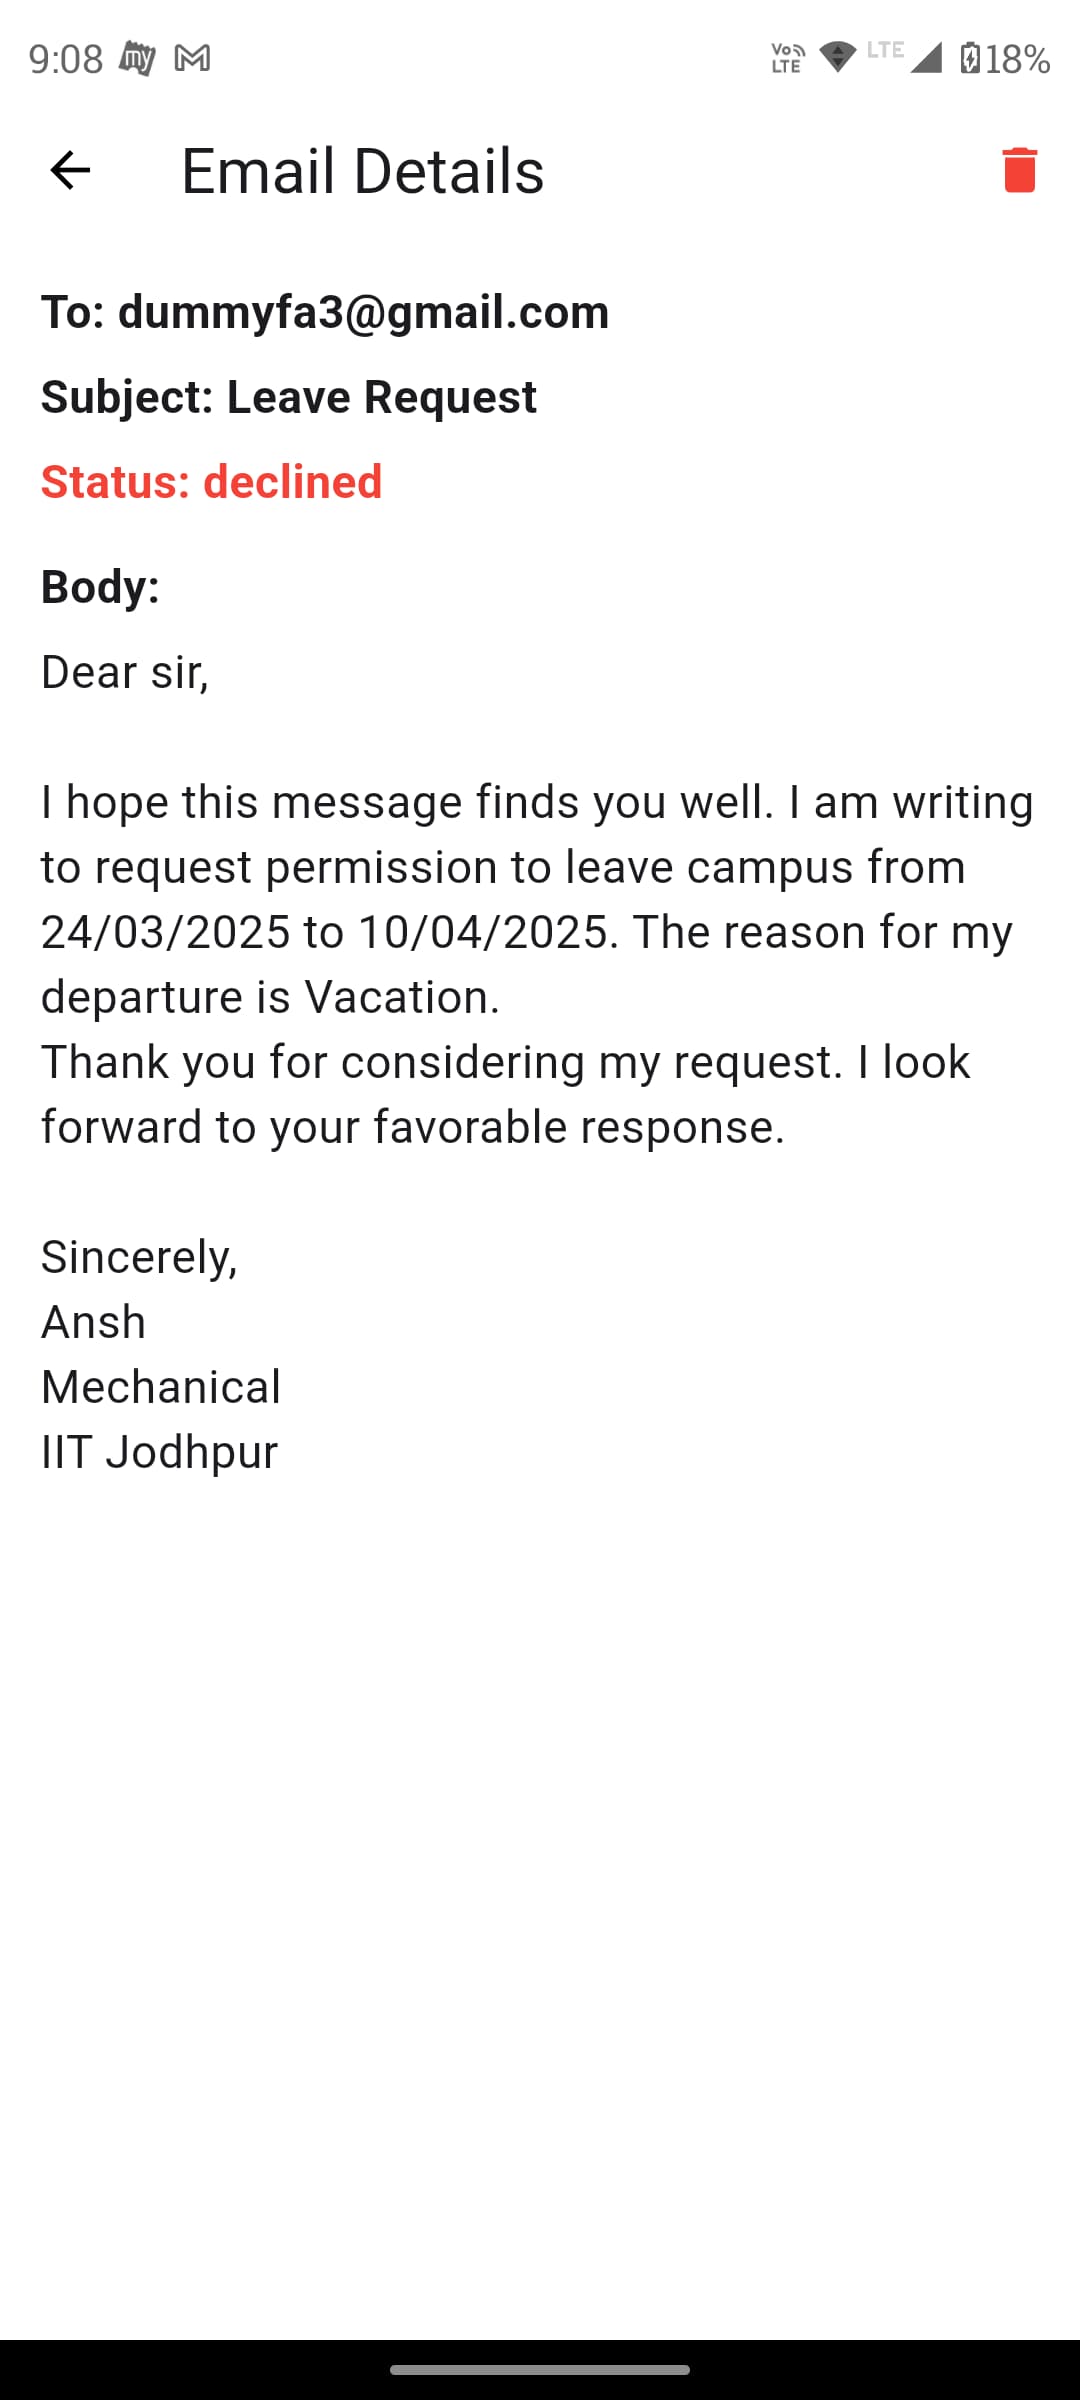 9:08 my Vo LTE LTE 18%
Email Details
To: dummyfa3@gmail.com
Subject: Leave Request
Status: declined
Body:
Dear sir,
I hope this message finds you well. I am writing
to request permission to leave campus from
24/03/2025 to 10/04/2025. The reason for my
departure is Vacation.
Thank you for considering my request. I look
forward to your favorable response.
Sincerely,
Ansh
Mechanical
IIT Jodhpur